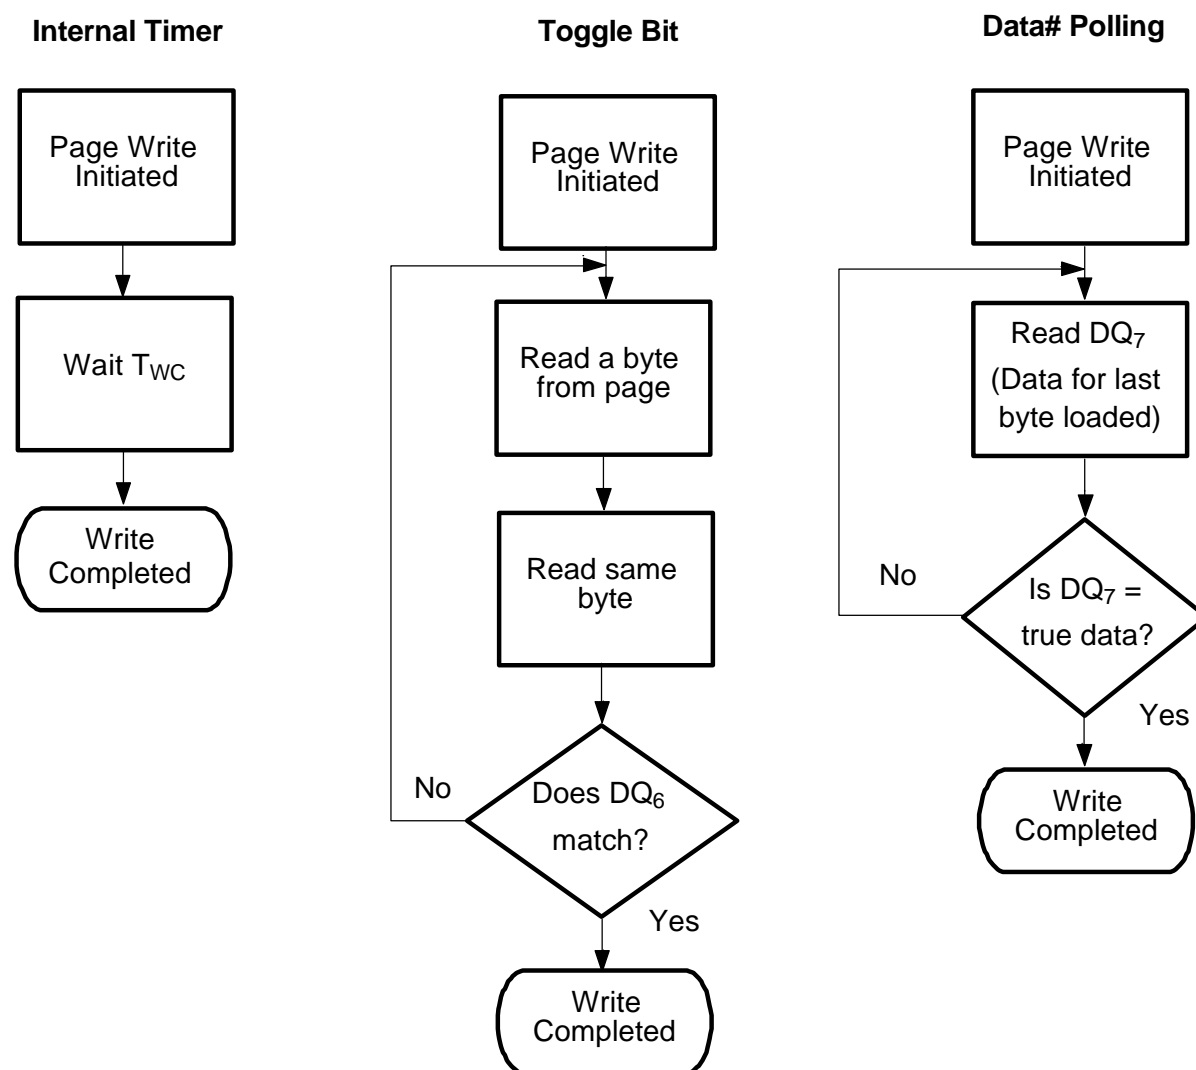 Internal Timer
Page Write
Initiated
Wait T_WC
Write
Completed
Toggle Bit
Page Write
Initiated
Read a byte
from page
Read same
byte
No
Does DQ₆
match?
Yes
Write
Completed
Data# Polling
Page Write
Initiated
Read DQ₇
(Data for last
byte loaded)
No
Is DQ₇ =
true data?
Yes
Write
Completed